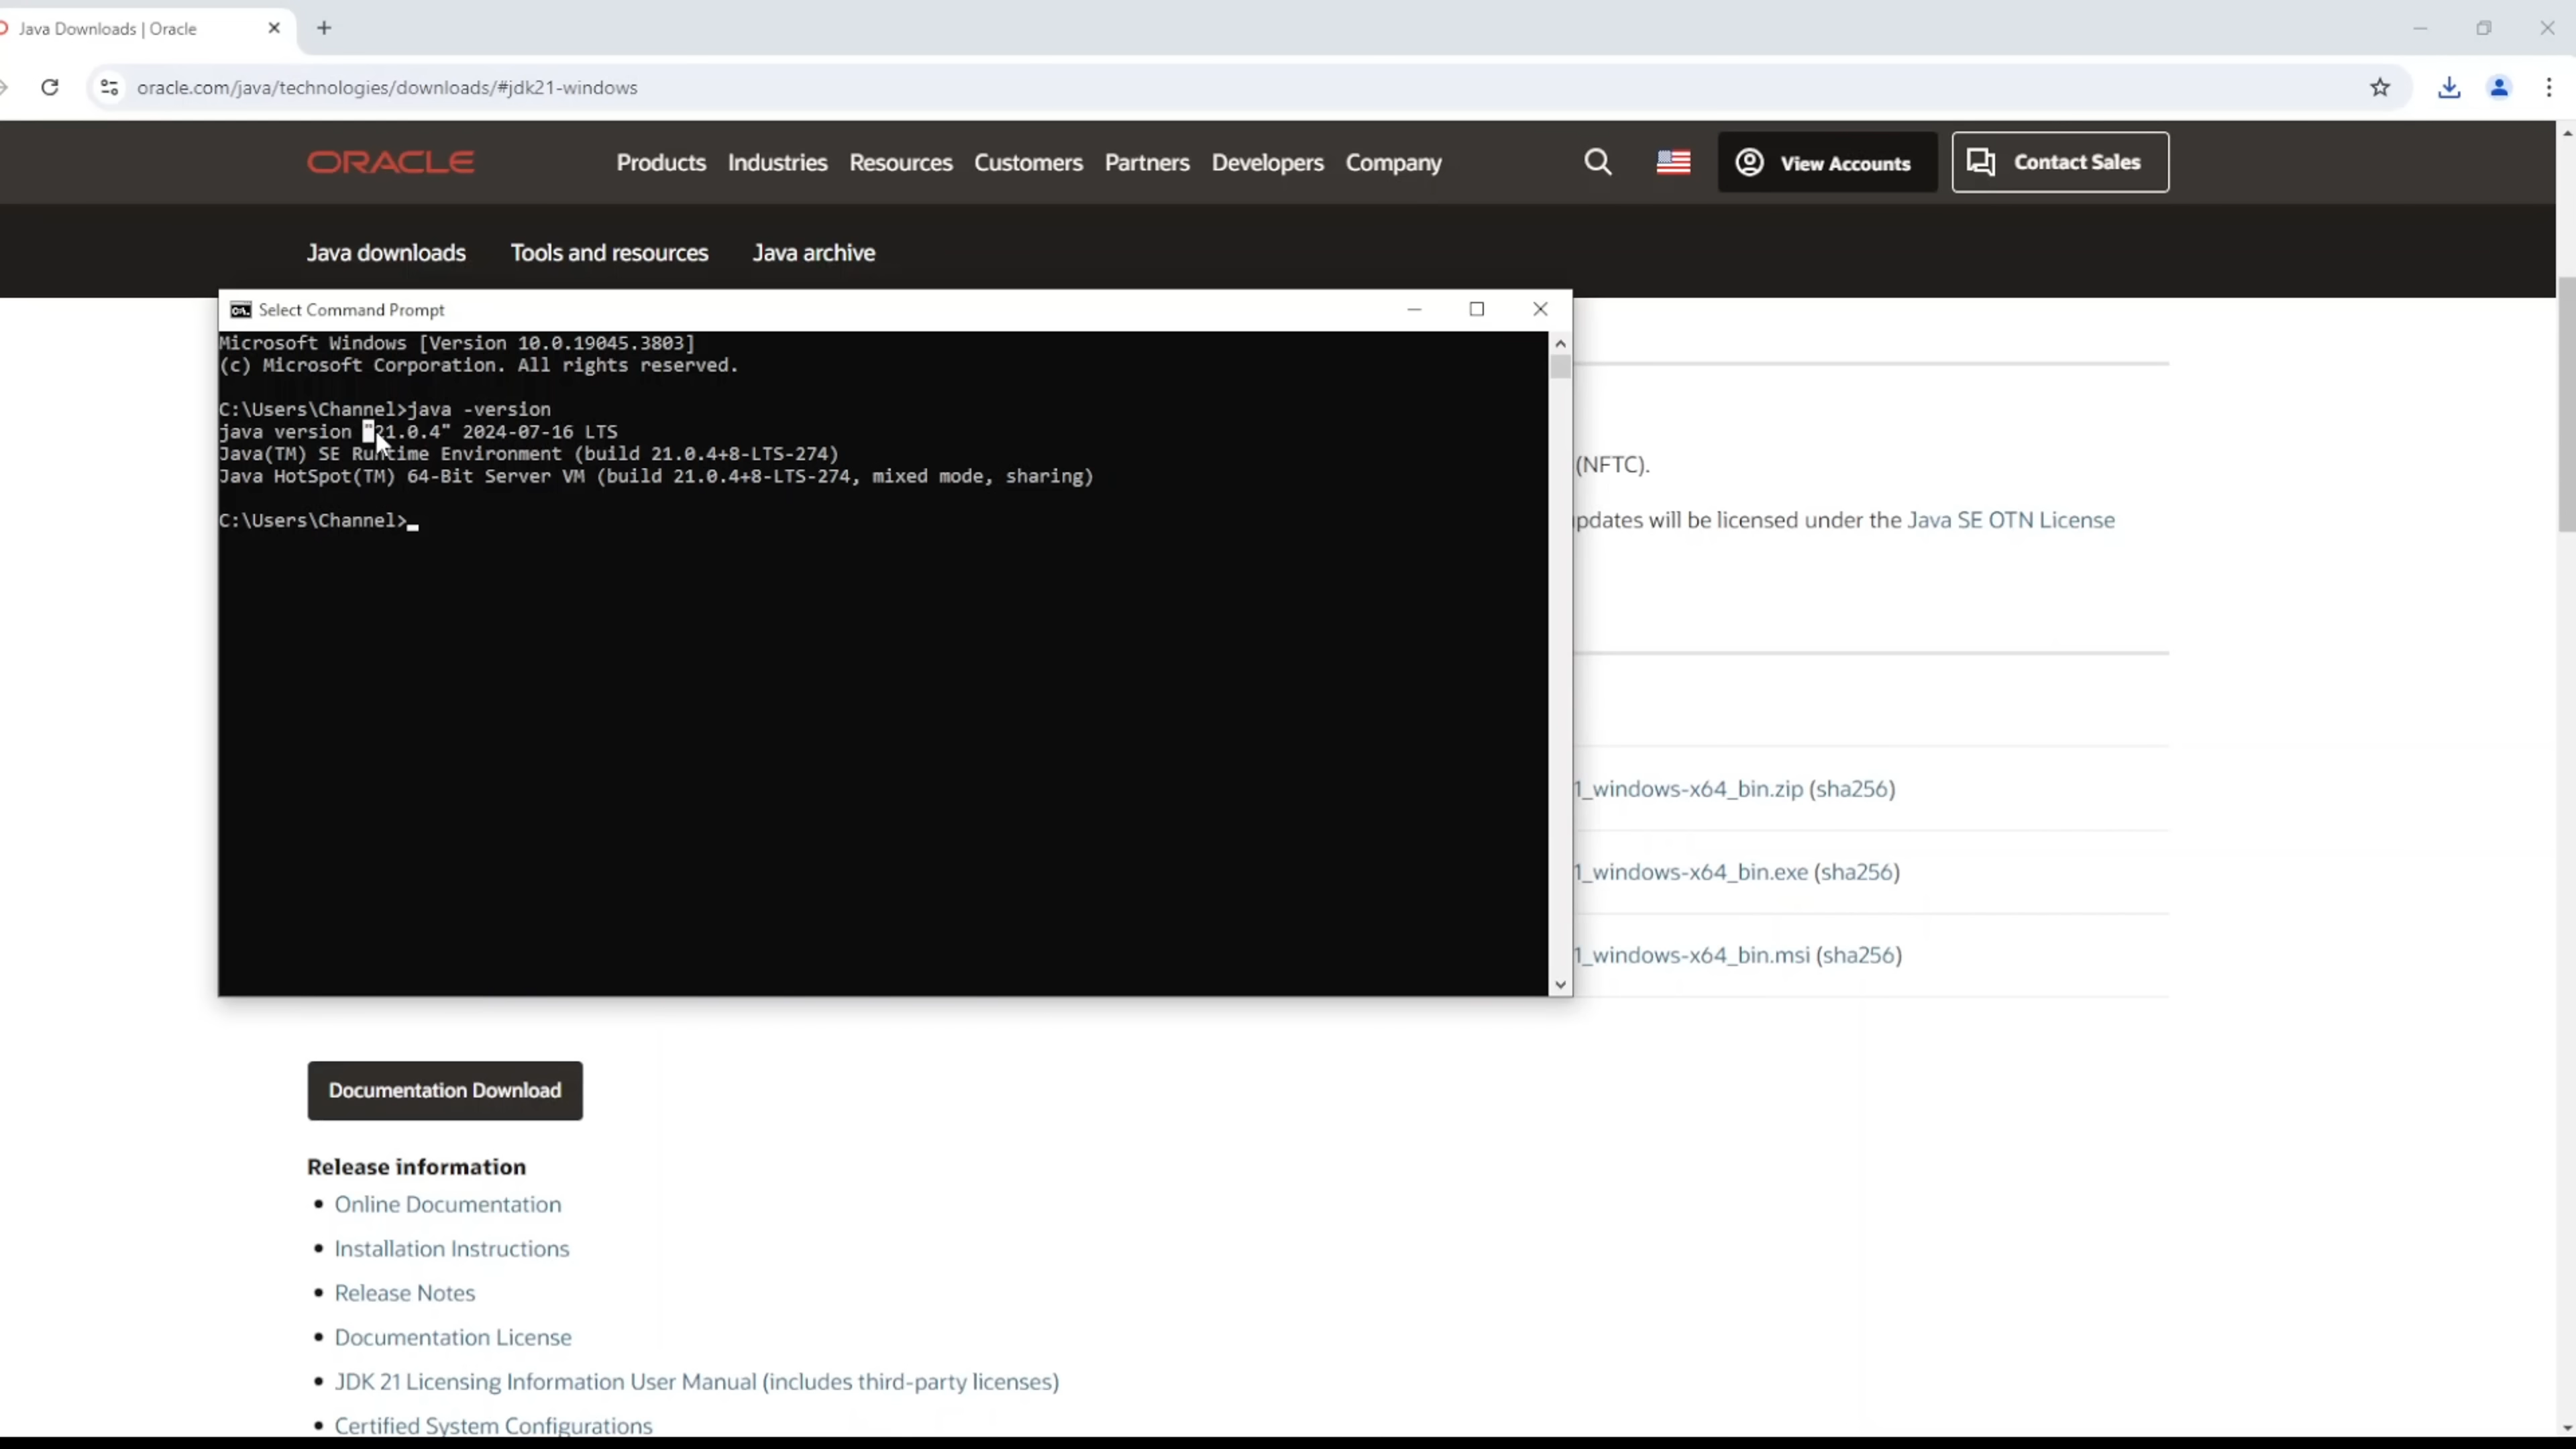 Java Downloads | Oracle
oracle.com/java/technologies/downloads/#jdk21-windows
ORACLE
Products Industries Resources Customers Partners Developers Company
View Accounts
Contact Sales
Java downloads Tools and resources Java archive
Select Command Prompt
Microsoft Windows [Version 10.0.19045.3803]
(c) Microsoft Corporation. All rights reserved.
C:\Users\Channel>java -version
java version "21.0.4" 2024-07-16 LTS
Java(TM) SE Runtime Environment (build 21.0.4+8-LTS-274)
Java HotSpot(TM) 64-Bit Server VM (build 21.0.4+8-LTS-274, mixed mode, sharing)
C:\Users\Channel>
(NFTC).
pdates will be licensed under the Java SE OTN License
1_windows-x64_bin.zip (sha256)
1_windows-x64_bin.exe (sha256)
1_windows-x64_bin.msi (sha256)
Documentation Download
Release information
• Online Documentation
• Installation Instructions
• Release Notes
• Documentation License
• JDK 21 Licensing Information User Manual (includes third-party licenses)
• Certified System Configurations